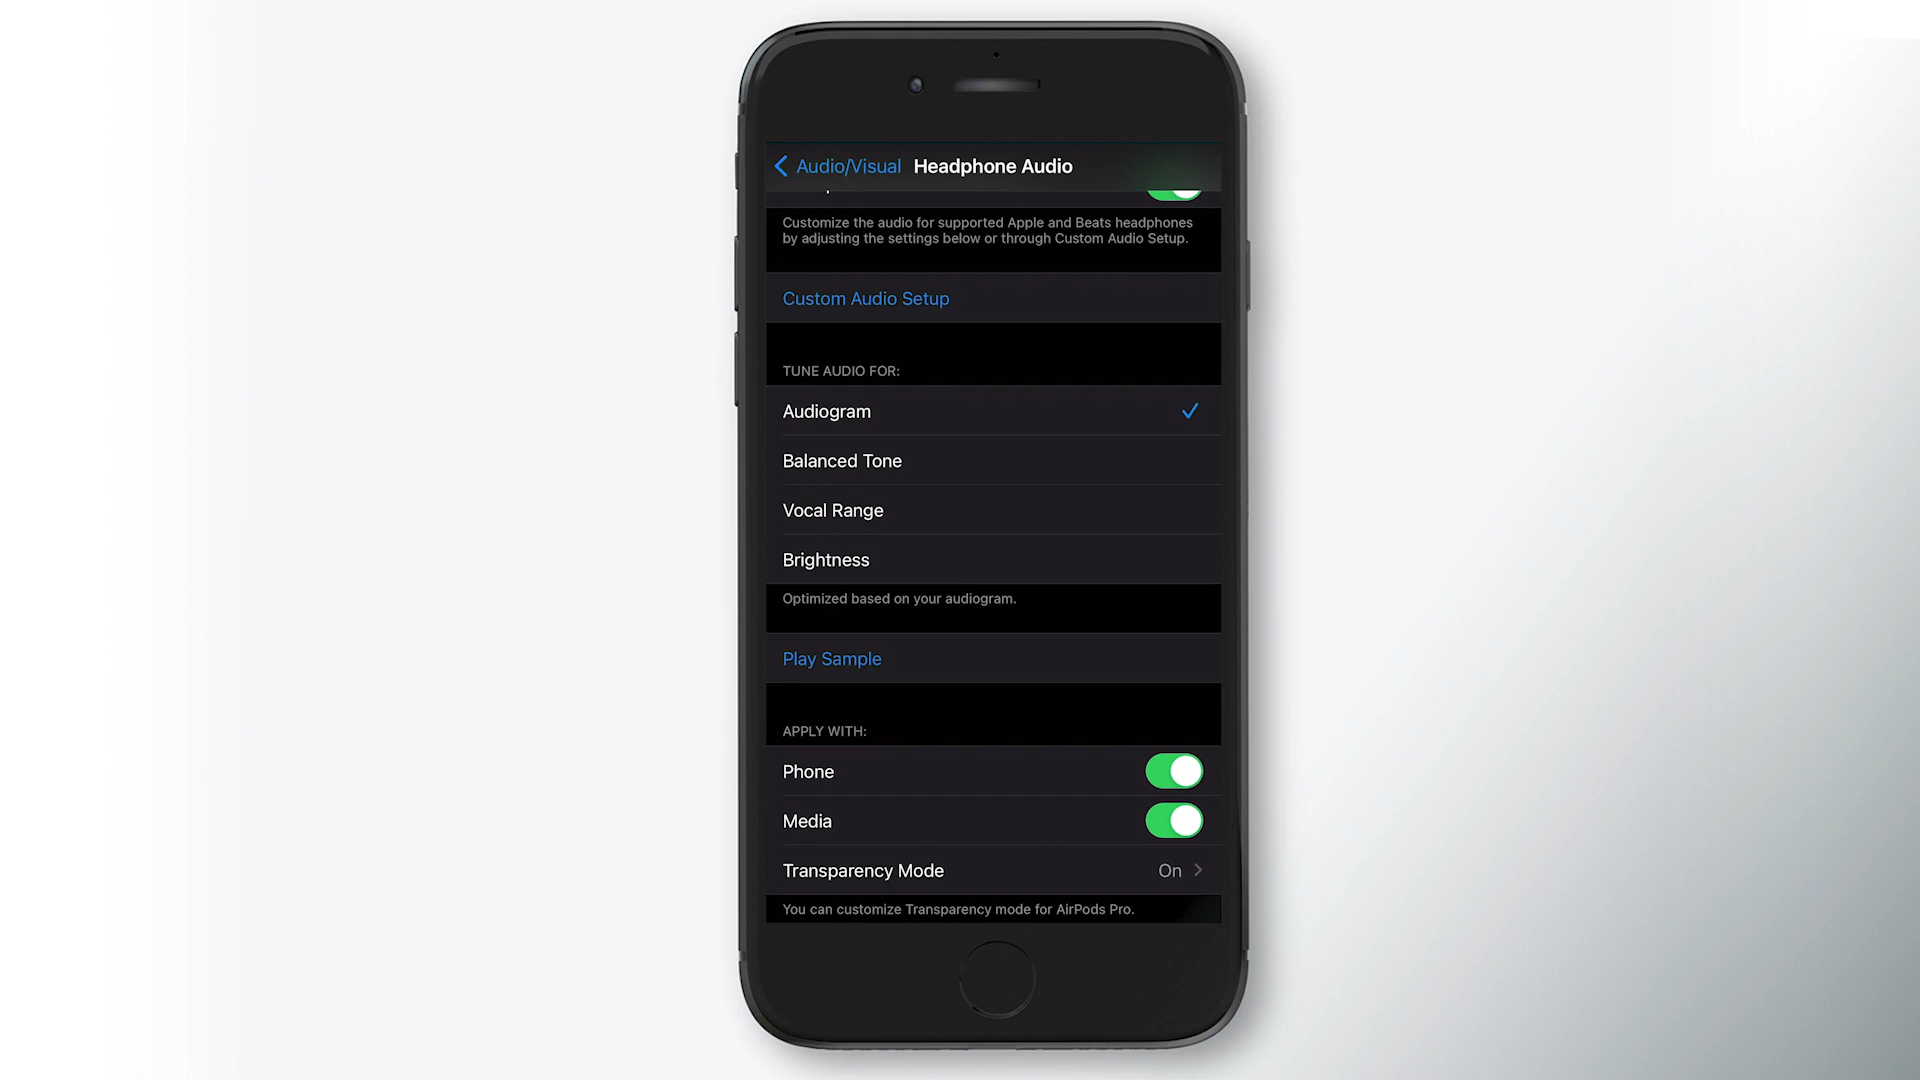 Audio/Visual Headphone Audio
Customize the audio for supported Apple and Beats headphones
by adjusting the settings below or through Custom Audio Setup.
Custom Audio Setup
TUNE AUDIO FOR:
Audiogram
Balanced Tone
Vocal Range
Brightness
Optimized based on your audiogram.
Play Sample
APPLY WITH:
Phone
Media
Transparency Mode On
You can customize Transparency mode for AirPods Pro.